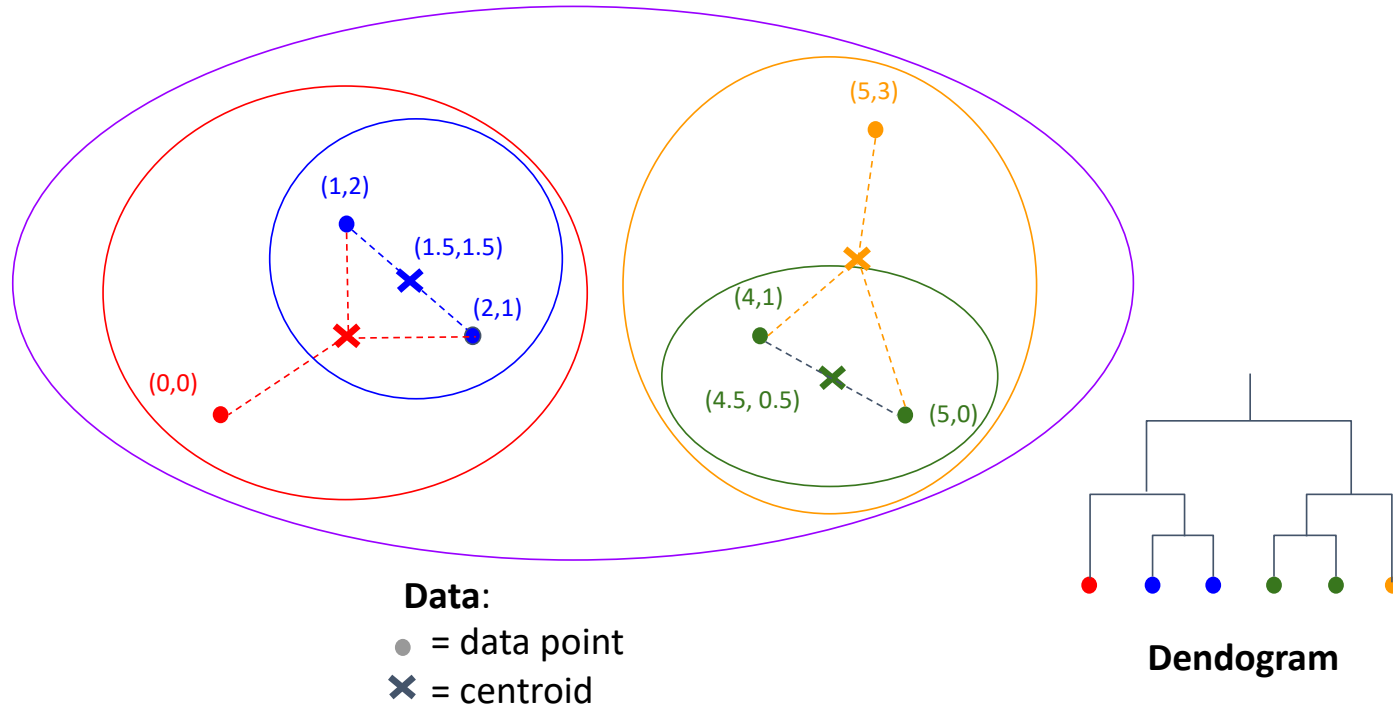 (5,3)
(1,2)
(1.5,1.5)
(2,1)
(4,1)
(0,0)
(4.5, 0.5)
(5,0)
Data:
= data point
= centroid
Dendogram